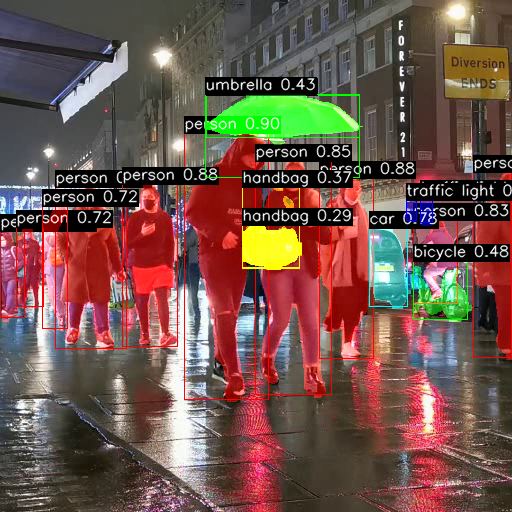 FOREVER 21
Diversion
ENDS
umbrella 0.43
person 0.90
person 0.85
person 0.88
handbag 0.37
person 0.88
person
person 0.72
traffic light 0
person 0.72
handbag 0.29
car 0.78
son 0.83
bicycle 0.48